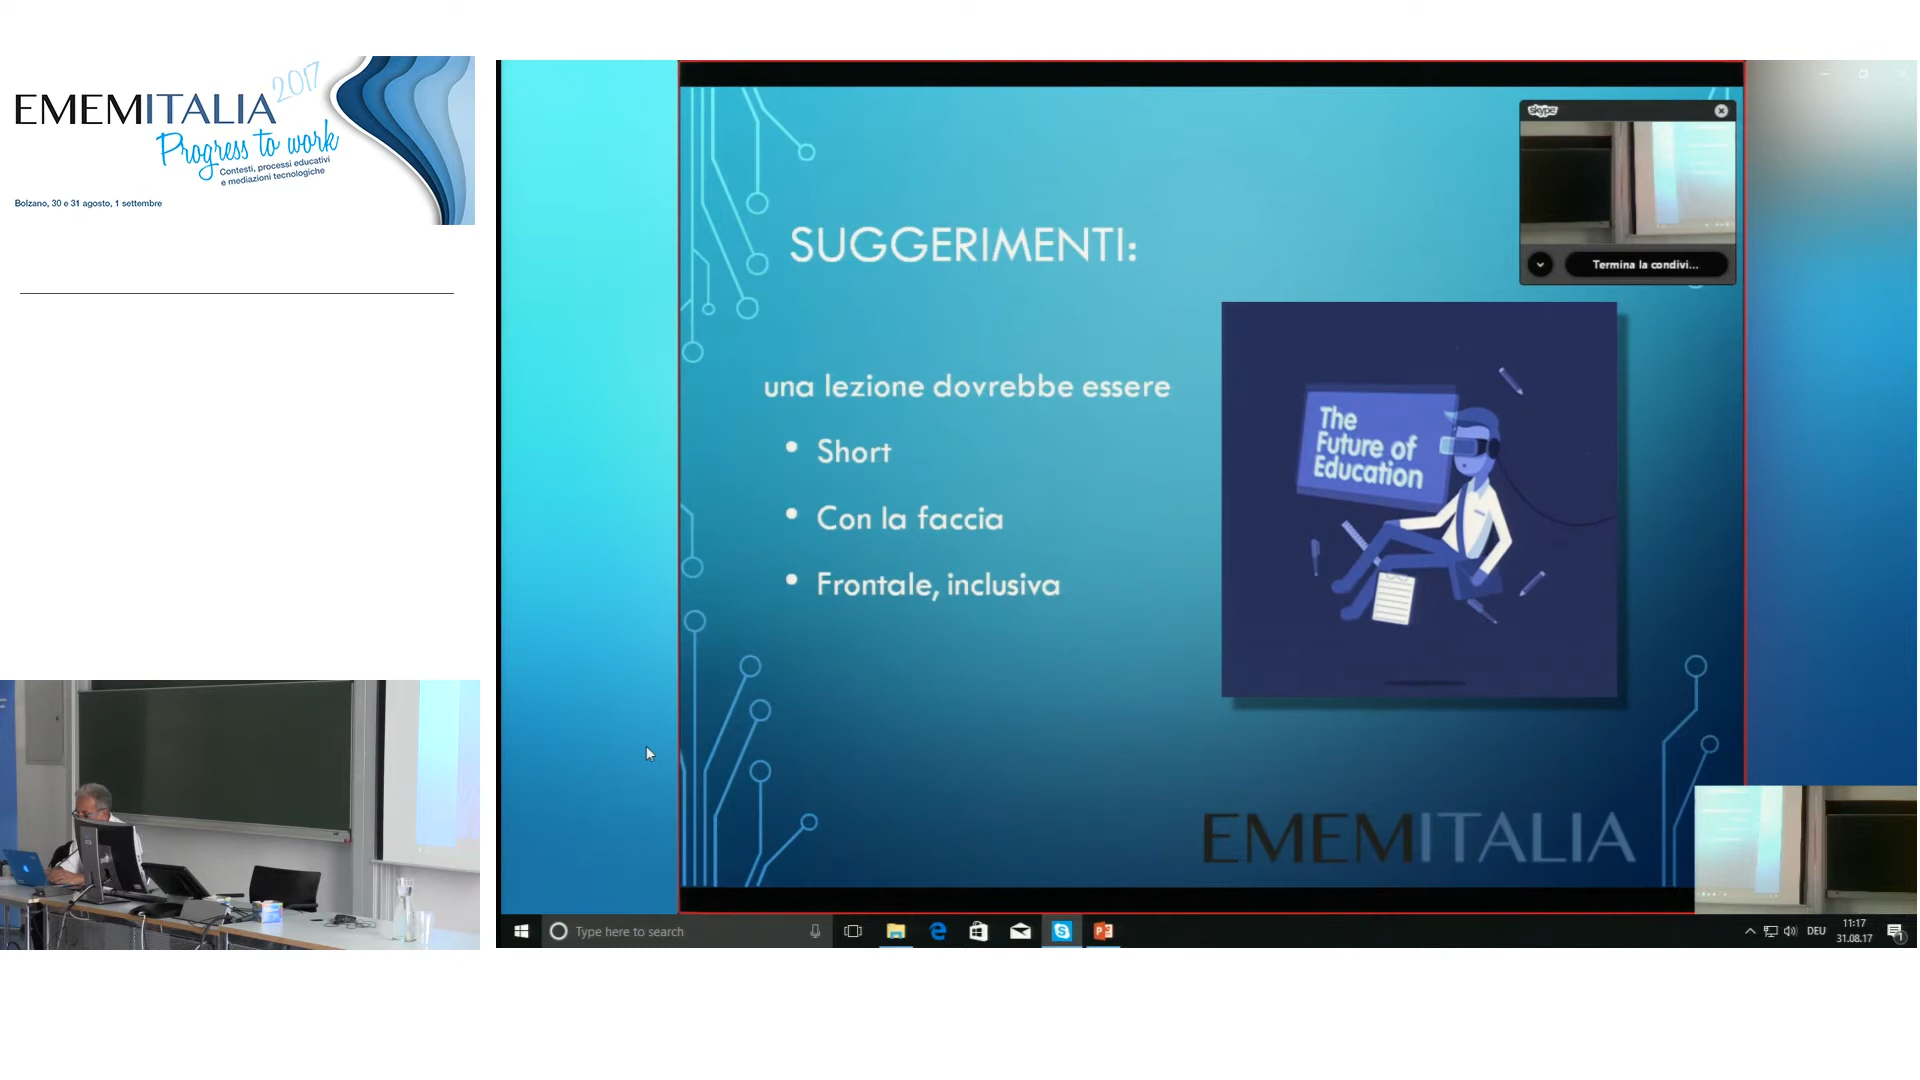 EMEMITALIA 2017
Progress to work
Contesti, processi educativi
e mediazioni tecnologiche
Bolzano, 30 e 31 agosto, 1 settembre
skype
Termina la condivi...
SUGGERIMENTI:
una lezione dovrebbe essere
• Short
• Con la faccia
• Frontale, inclusiva
The
Future of
Education
EMEMITALIA
Type here to search
DEU
11:17
31.08.17
1